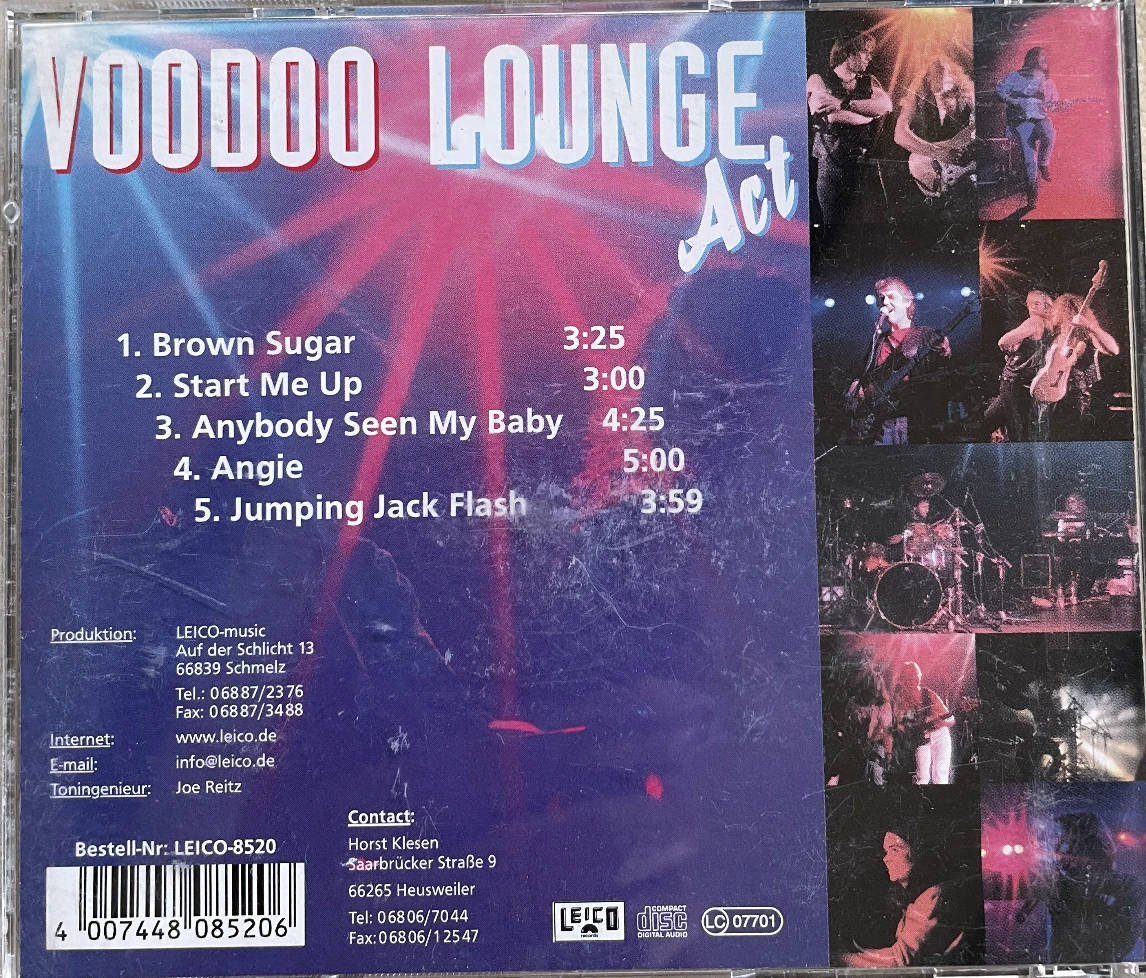 VOODOO LOUNGE
Act
1. Brown Sugar 3:25
2. Start Me Up 3:00
3. Anybody Seen My Baby 4:25
4. Angie 5:00
5. Jumping Jack Flash 3:59
Produktion: LEICO-music
Auf der Schlicht 13
66839 Schmelz
Tel.: 06887/2376
Fax: 06887/3488
Internet: www.leico.de
E-mail: info@leico.de
Toningenieur: Joe Reitz
Bestell-Nr: LEICO-8520
4 007448 085206
Contact:
Horst Klesen
Saarbrücker Straße 9
66265 Heusweiler
Tel: 06806/7044
Fax: 06806/12547
LEICO
records
COMPACT
disc
DIGITAL AUDIO
LC 07701